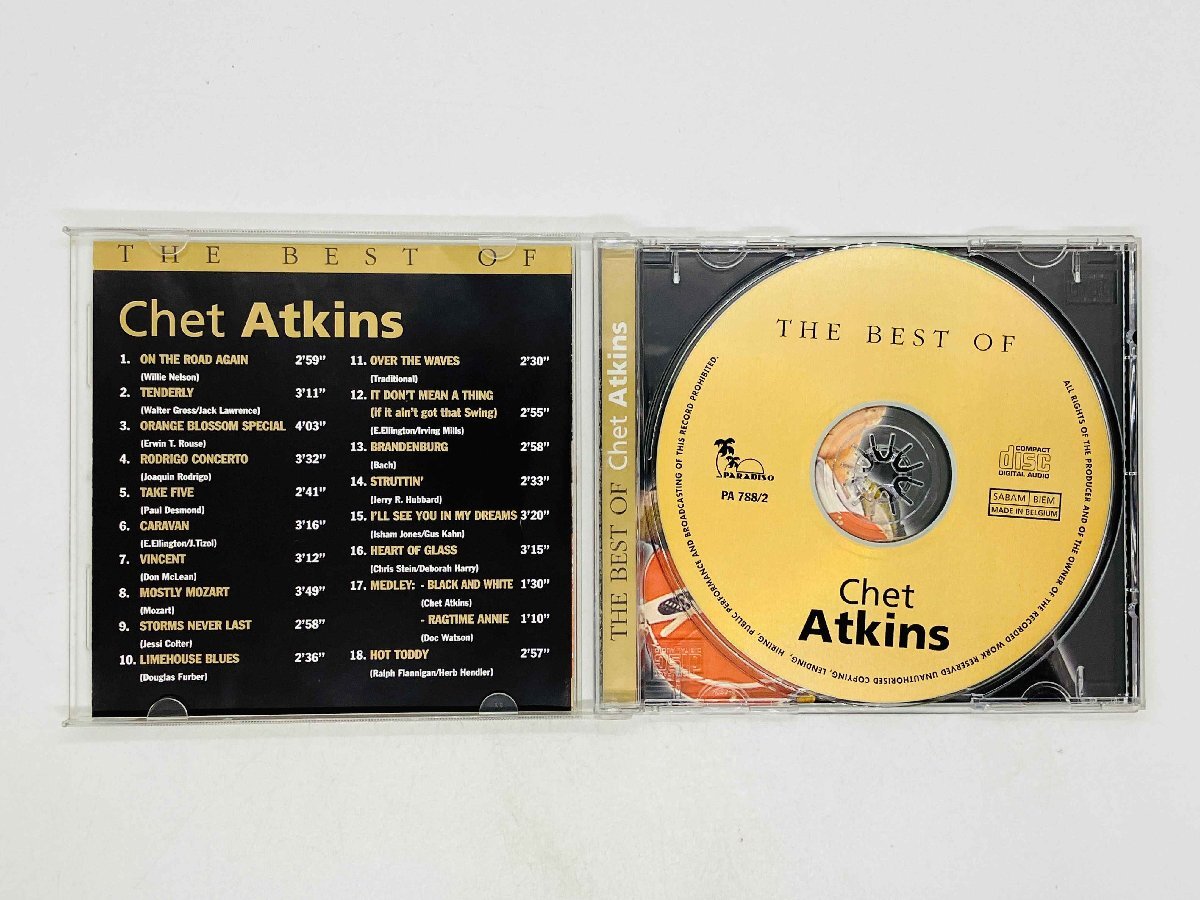 THE BEST OF
Chet Atkins
1. ON THE ROAD AGAIN 2'59"
(Willie Nelson)
2. TENDERLY 3'11"
(Walter Gross/Jack Lawrence)
3. ORANGE BLOSSOM SPECIAL 4'03"
(Erwin T. Rouse)
4. RODRIGO CONCERTO 3'32"
(Joaquin Rodrigo)
5. TAKE FIVE 2'41"
(Paul Desmond)
6. CARAVAN 3'16"
(E.Ellington/J.Tizol)
7. VINCENT 3'12"
(Don McLean)
8. MOSTLY MOZART 3'49"
(Mozart)
9. STORMS NEVER LAST 2'58"
(Jessi Colter)
10. LIMEHOUSE BLUES 2'36"
(Douglas Furber)
11. OVER THE WAVES 2'30"
(Traditional)
12. IT DON'T MEAN A THING
(if it ain't got that Swing) 2'55"
(E.Ellington/Irving Mills)
13. BRANDENBURG 2'58"
(Bach)
14. STRUTTIN' 2'33"
(Jerry R. Hubbard)
15. I'LL SEE YOU IN MY DREAMS 3'20"
(Isham Jones/Gus Kahn)
16. HEART OF GLASS 3'15"
(Chris Stein/Deborah Harry)
17. MEDLEY: - BLACK AND WHITE 1'30"
(Chet Atkins)
- RAGTIME ANNIE 1'10"
(Doc Watson)
18. HOT TODDY 2'57"
(Ralph Flannigan/Herb Hendler)
THE BEST OF Chet Atkins
THE BEST OF
ALL RIGHTS OF THE PRODUCER AND OF THE OWNER OF THE RECORDED WORK RESERVED UNAUTHORISED COPYING, LENDING, HIRING, PUBLIC PERFORMANCE AND BROADCASTING OF THIS RECORD PROHIBITED.
PARADISO
PA 788/2
COMPACT
disc
DIGITAL AUDIO
SABAM BIEM
MADE IN BELGIUM
Chet
Atkins